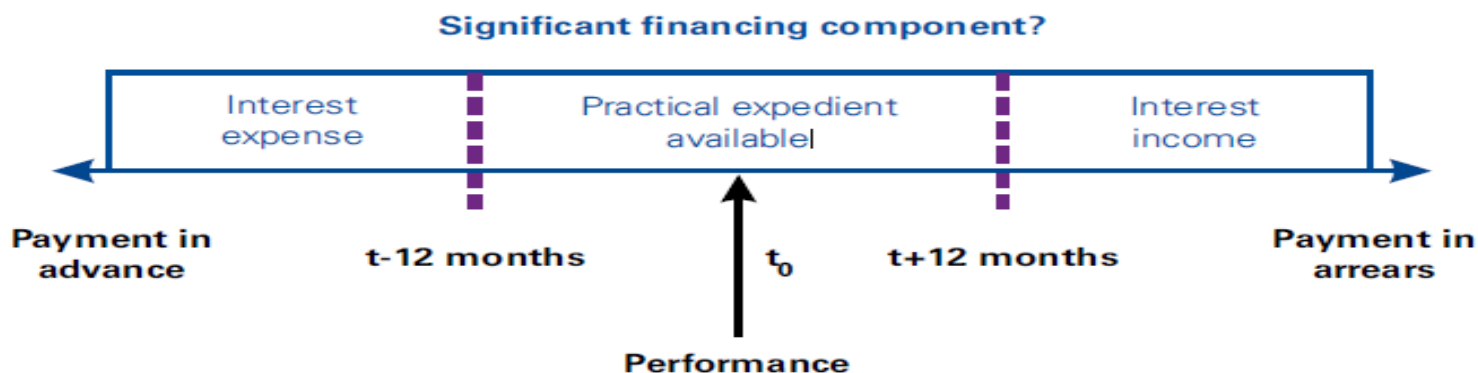 Significant financing component?
Interest
expense
Practical expedient
available
Interest
income
Payment in
advance
t-12 months
t0
t+12 months
Payment in
arrears
Performance